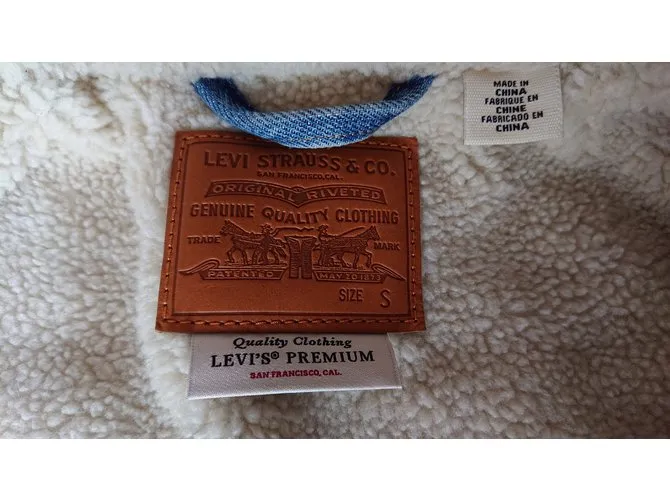 MADE IN
CHINA
FABRIQUE EN
CHINE
FABRICADO EN
CHINA
LEVI STRAUSS & CO.
SAN FRANCISCO, CAL.
ORIGINAL RIVETED
GENUINE QUALITY CLOTHING
TRADE MARK
PATENTED MAY 20 1873
SIZE S
Quality Clothing
LEVI'S® PREMIUM
SAN FRANCISCO, CAL.